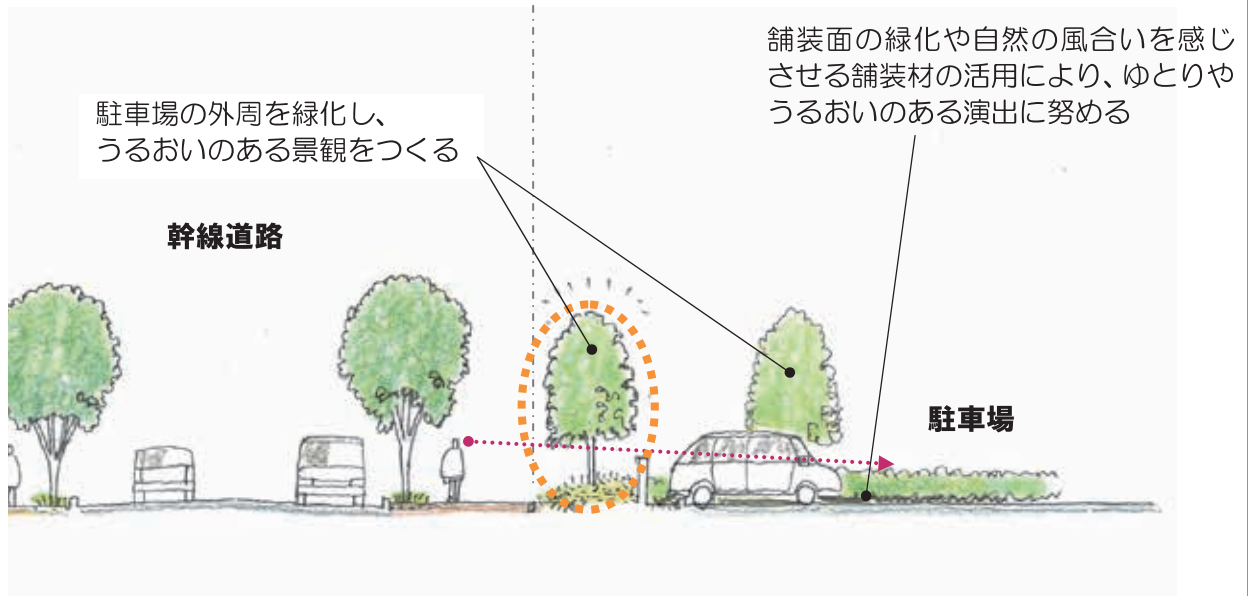 舗装面の緑化や自然の風合いを感じ
させる舗装材の活用により、ゆとりや
うるおいのある演出に努める
駐車場の外周を緑化し、
うるおいのある景観をつくる
幹線道路
駐車場